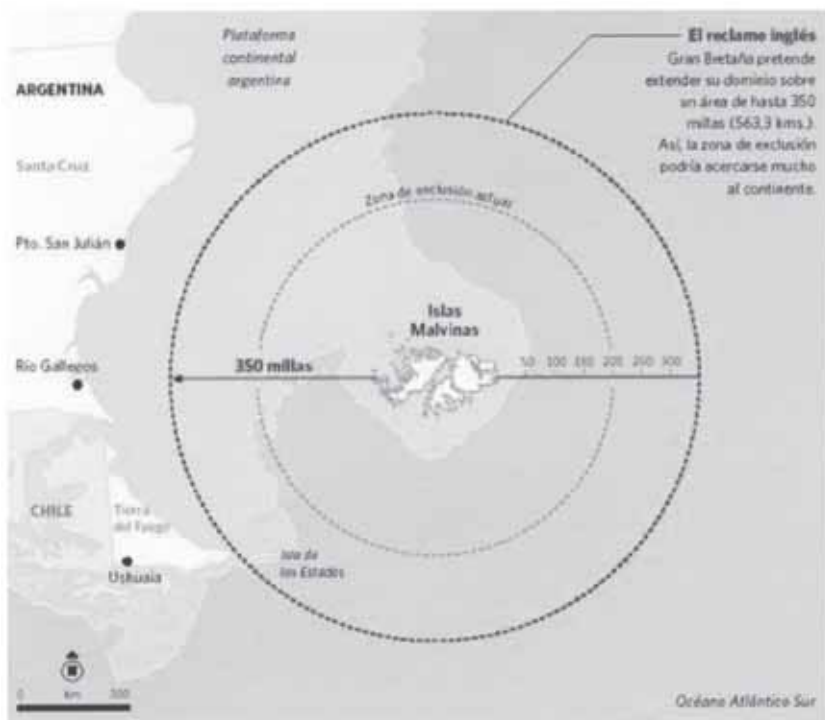 Plataforma
continental
argentina
El reclame inglés
Gran Bretaña pretende
extender su dominio sobre
un área de hasta 350
millas (563,3 kms.).
Así, la zona de exclusión
podría acercarse mucho
al continente.
ARGENTINA
Santa Cruz
Zona de exclusión actual
Pto. San Julián
Islas
Malvinas
Río Gallegos
350 millas
50 100 150 200 250 300
CHILE
Tierra
del Fuego
Isla de
los Estados
Ushuaia
0 km 300
Océano Atlántico Sur